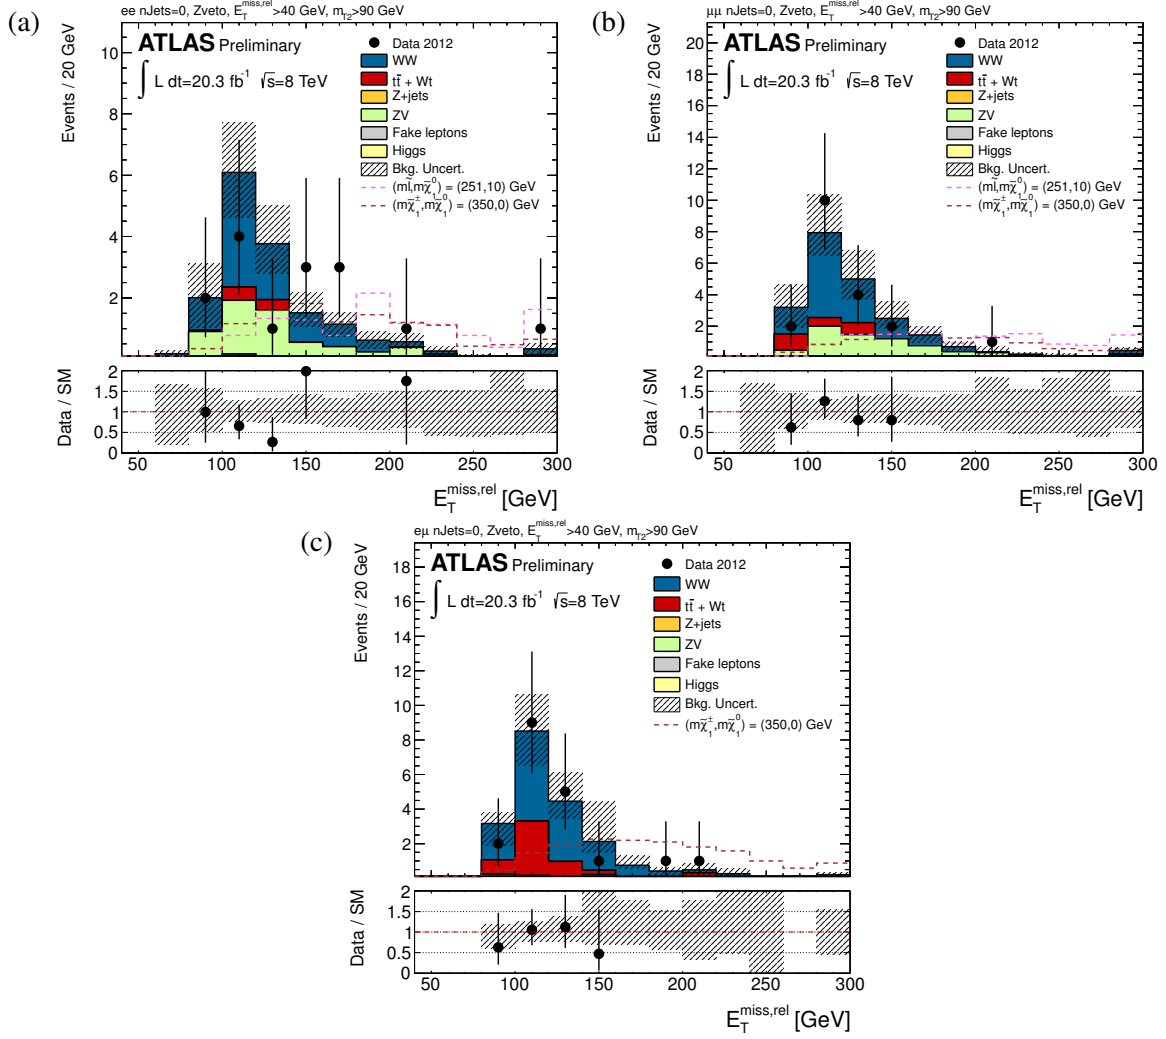 (a)
ee nJets=0, Zveto, E_T^miss,rel >40 GeV, m_T2>90 GeV
Events / 20 GeV
10
8
6
4
2
ATLAS Preliminary
∫ L dt=20.3 fb⁻¹ √s=8 TeV
Data 2012
WW
tt̄ + Wt
Z+jets
ZV
Fake leptons
Higgs
Bkg. Uncert.
(m l̃,m χ̃₁⁰) = (251,10) GeV
(m χ̃₁±,m χ̃₁⁰) = (350,0) GeV
Data / SM
2
1.5
1
0.5
0
50 100 150 200 250 300
E_T^miss,rel [GeV]
(b)
μμ nJets=0, Zveto, E_T^miss,rel >40 GeV, m_T2>90 GeV
Events / 20 GeV
20
18
16
14
12
10
8
6
4
2
ATLAS Preliminary
∫ L dt=20.3 fb⁻¹ √s=8 TeV
Data 2012
WW
tt̄ + Wt
Z+jets
ZV
Fake leptons
Higgs
Bkg. Uncert.
(m l̃,m χ̃₁⁰) = (251,10) GeV
(m χ̃₁±,m χ̃₁⁰) = (350,0) GeV
Data / SM
2
1.5
1
0.5
0
50 100 150 200 250 300
E_T^miss,rel [GeV]
(c)
eμ nJets=0, Zveto, E_T^miss,rel >40 GeV, m_T2>90 GeV
Events / 20 GeV
18
16
14
12
10
8
6
4
2
ATLAS Preliminary
∫ L dt=20.3 fb⁻¹ √s=8 TeV
Data 2012
WW
tt̄ + Wt
Z+jets
ZV
Fake leptons
Higgs
Bkg. Uncert.
(m χ̃₁±,m χ̃₁⁰) = (350,0) GeV
Data / SM
2
1.5
1
0.5
0
50 100 150 200 250 300
E_T^miss,rel [GeV]